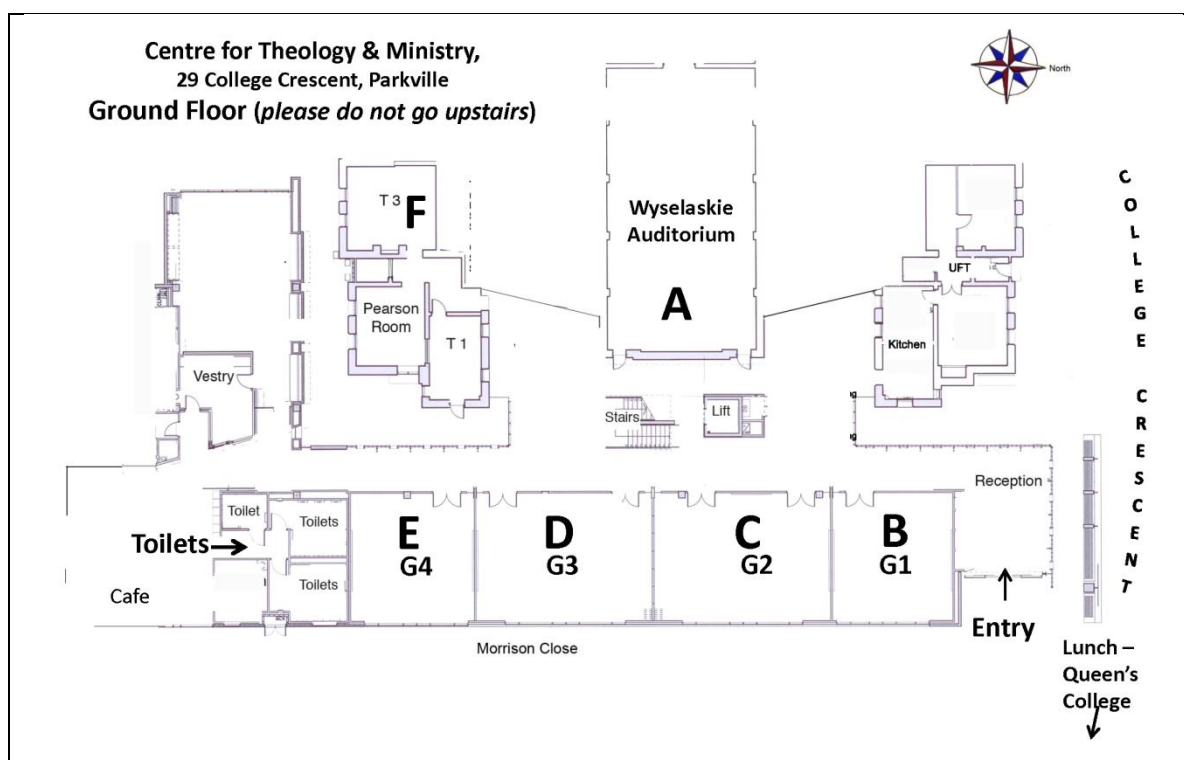 Centre for Theology & Ministry,
29 College Crescent, Parkville
Ground Floor (please do not go upstairs)
North
COLLEGE CRESCENT
T 3
F
Wyselaskie
Auditorium
A
UFT
Pearson
Room
T 1
Kitchen
Vestry
Stairs
Lift
Reception
Toilet
Toilets
Toilets
Toilets
E
G4
D
G3
C
G2
B
G1
Cafe
Entry
Morrison Close
Lunch –
Queen's
College